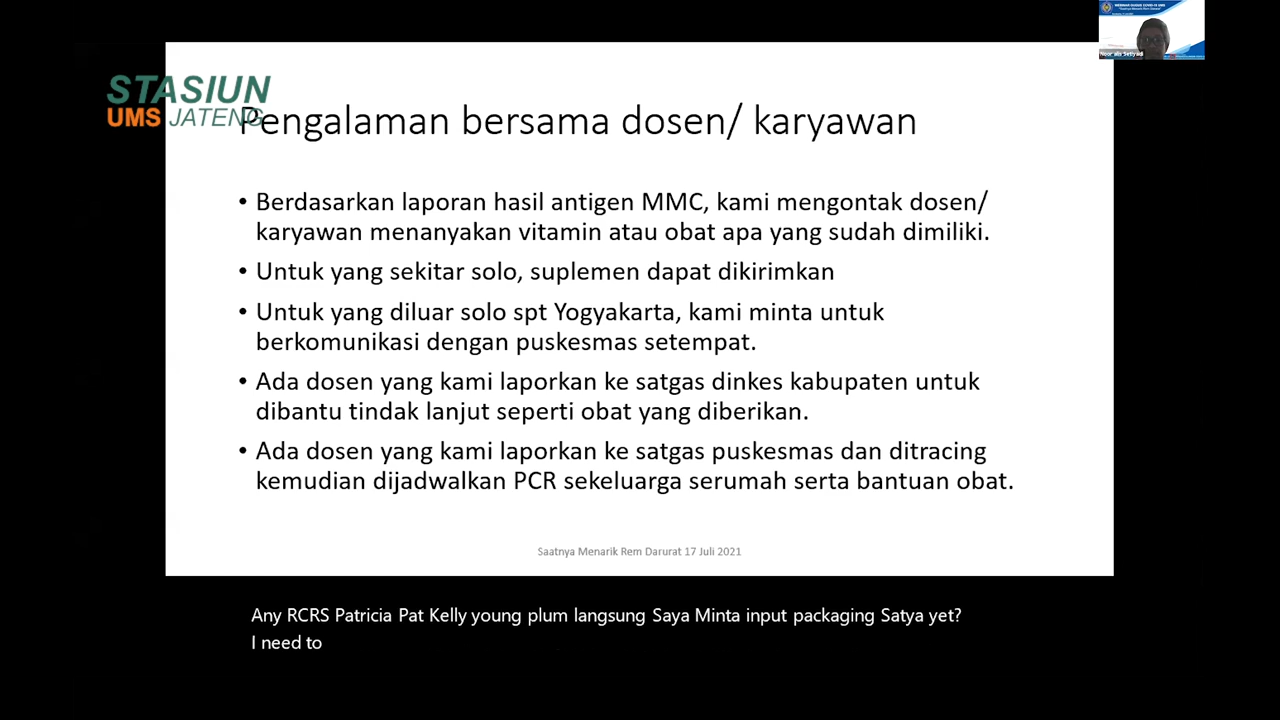 WEBINAR SATGAS COVID-19 UMS
STASIUN
UMS JATENG
Pengalaman bersama dosen/ karyawan
• Berdasarkan laporan hasil antigen MMC, kami mengontak dosen/
karyawan menanyakan vitamin atau obat apa yang sudah dimiliki.
• Untuk yang sekitar solo, suplemen dapat dikirimkan
• Untuk yang diluar solo spt Yogyakarta, kami minta untuk
berkomunikasi dengan puskesmas setempat.
• Ada dosen yang kami laporkan ke satgas dinkes kabupaten untuk
dibantu tindak lanjut seperti obat yang diberikan.
• Ada dosen yang kami laporkan ke satgas puskesmas dan ditracing
kemudian dijadwalkan PCR sekeluarga serumah serta bantuan obat.
Saatnya Menarik Rem Darurat 17 Juli 2021
Any RCRS Patricia Pat Kelly young plum langsung Saya Minta input packaging Satya yet?
I need to